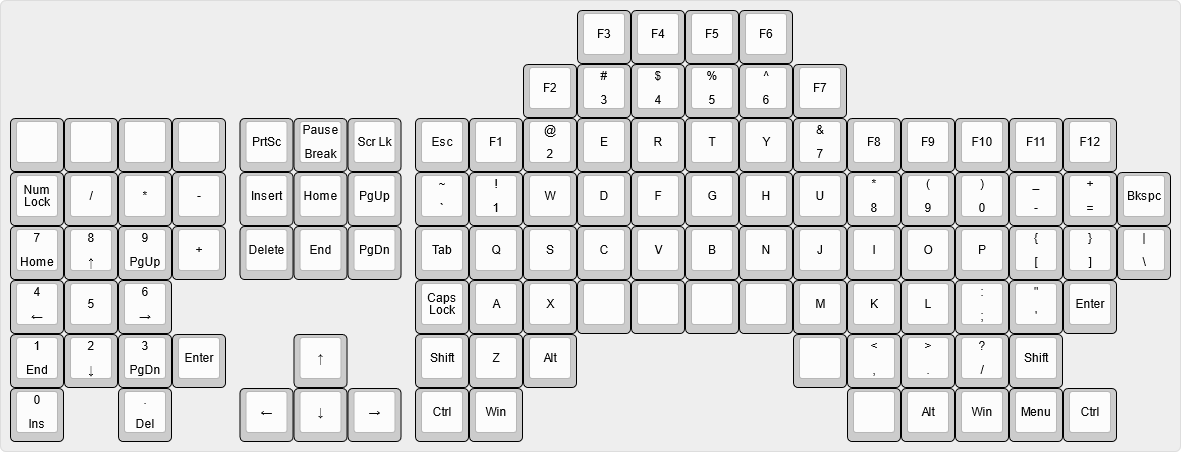 F3 F4 F5 F6
F2 # $ % ^ F7
3 4 5 6
PrtSc Pause Scr Lk Esc F1 @ E R T Y & F8 F9 F10 F11 F12
Break 2 7
Num / * - Insert Home PgUp ~ ! W D F G H U * ( ) _ + Bkspc
Lock ` 1 8 9 0 - =
7 8 9 + Delete End PgDn Tab Q S C V B N J I O P { } |
Home ↑ PgUp [ ] \
4 5 6 Caps A X M K L : " Enter
← → Lock ; '
1 2 3 Enter ↑ Shift Z Alt < > ? Shift
End ↓ PgDn , . /
0 . ← ↓ → Ctrl Win Alt Win Menu Ctrl
Ins Del